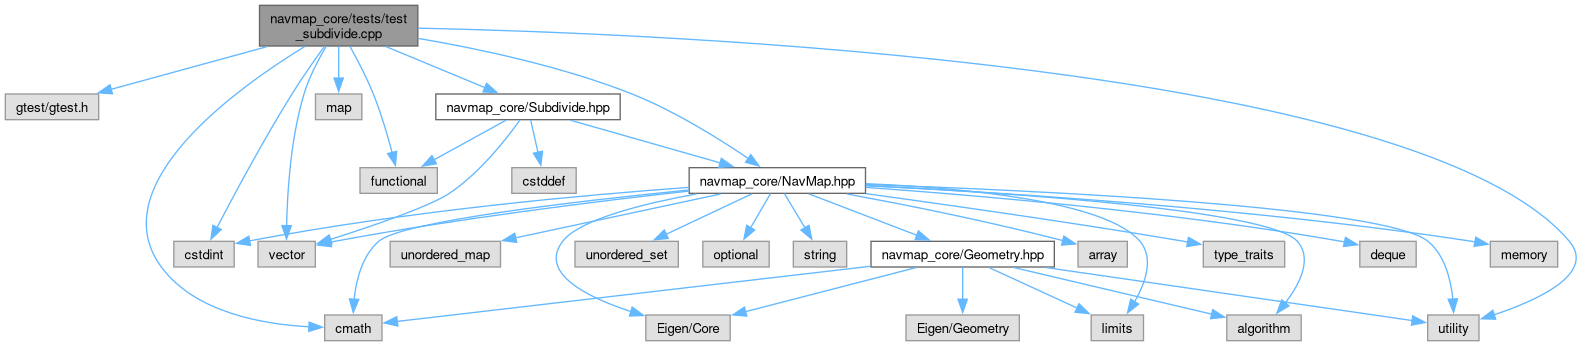 navmap_core/tests/test
_subdivide.cpp
gtest/gtest.h
map
navmap_core/Subdivide.hpp
functional
cstddef
navmap_core/NavMap.hpp
cstdint
vector
unordered_map
unordered_set
optional
string
navmap_core/Geometry.hpp
array
type_traits
deque
memory
cmath
Eigen/Core
Eigen/Geometry
limits
algorithm
utility